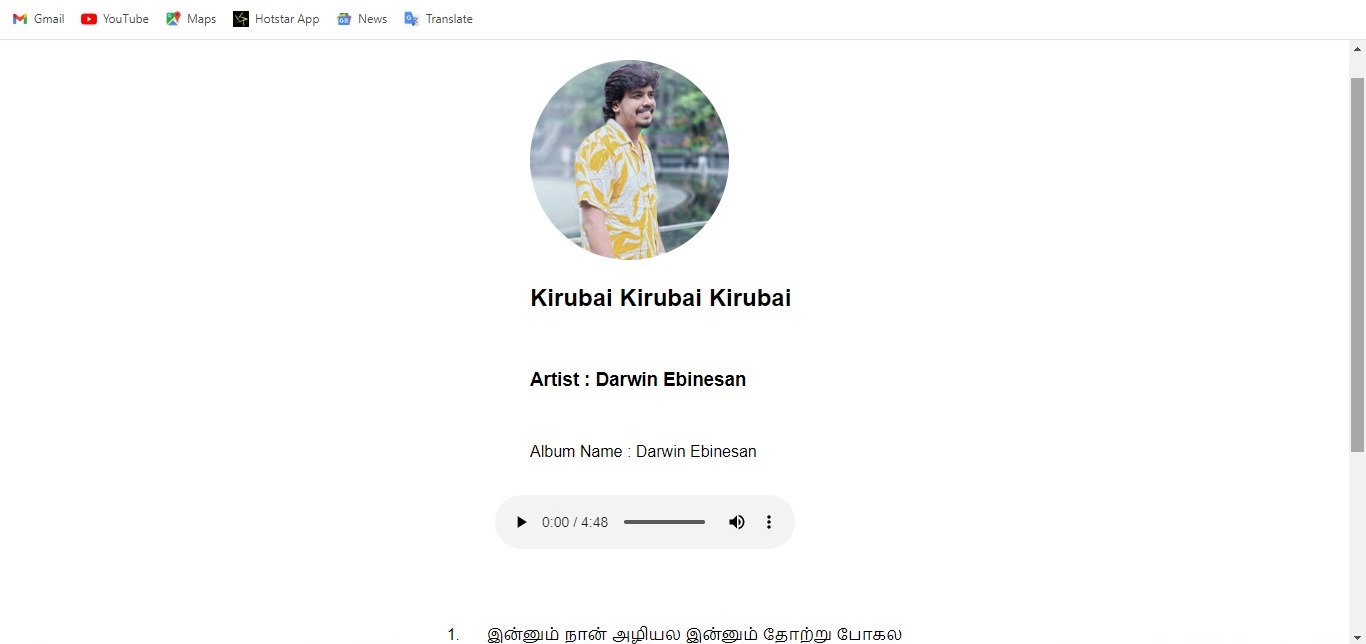 Gmail YouTube Maps Hotstar App News Translate
Kirubai Kirubai Kirubai
Artist : Darwin Ebinesan
Album Name : Darwin Ebinesan
0:00 / 4:48
1. இன்னும் நான் அழியல இன்னும் தோற்று போகல